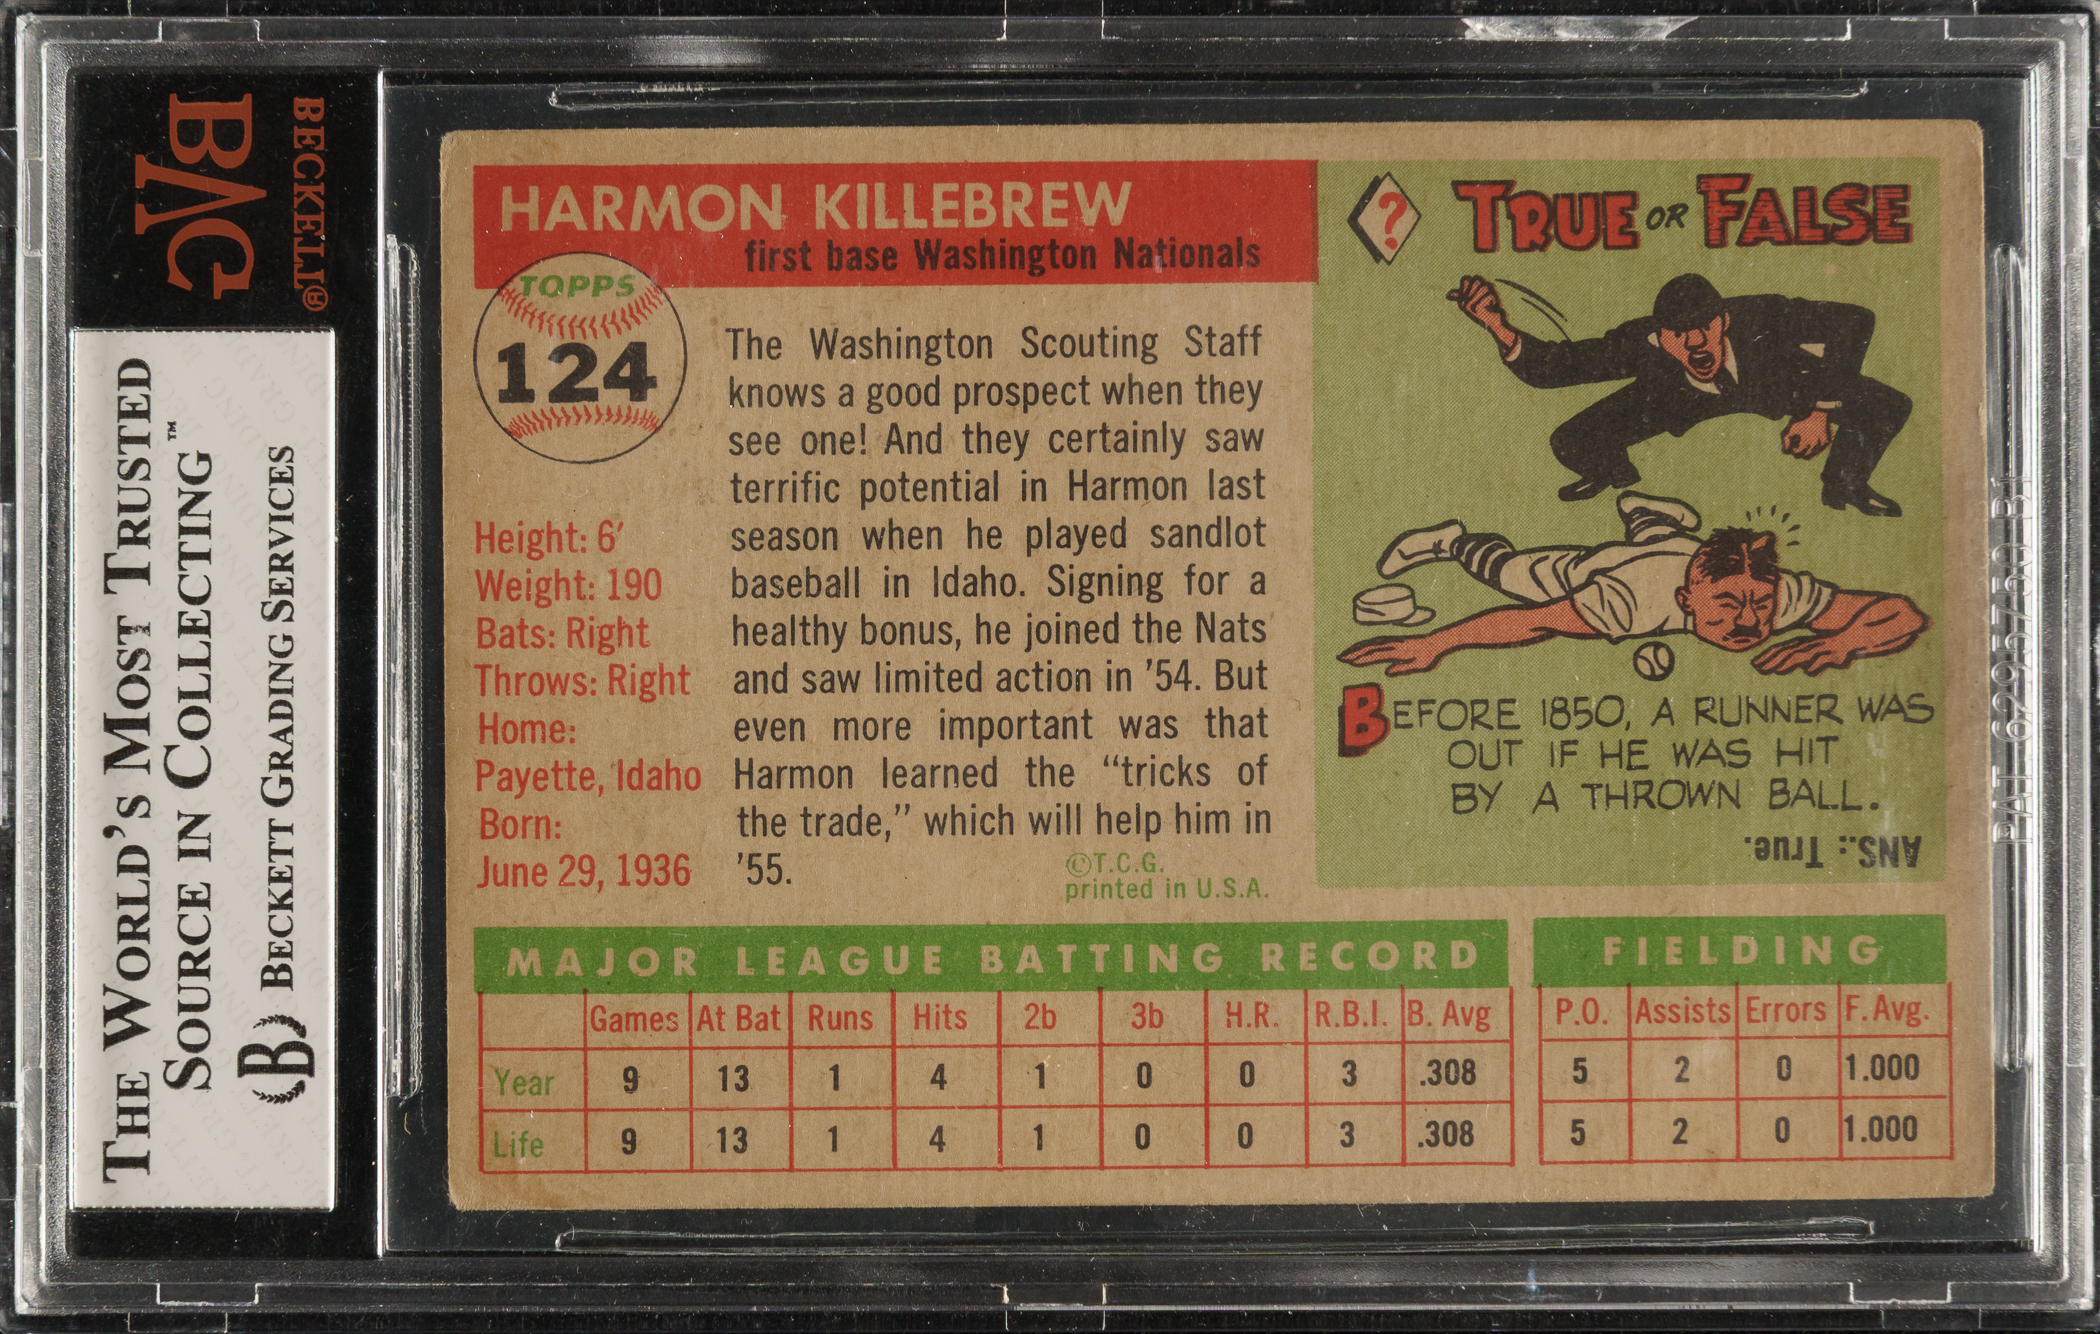 BVG
BECKETT®
THE WORLD'S MOST TRUSTED
SOURCE IN COLLECTING™
B BECKETT GRADING SERVICES
HARMON KILLEBREW
first base Washington Nationals
TOPPS
124
The Washington Scouting Staff
knows a good prospect when they
see one! And they certainly saw
terrific potential in Harmon last
season when he played sandlot
baseball in Idaho. Signing for a
healthy bonus, he joined the Nats
and saw limited action in '54. But
even more important was that
Harmon learned the “tricks of
the trade,” which will help him in
'55.
©T.C.G.
printed in U.S.A.
Height: 6'
Weight: 190
Bats: Right
Throws: Right
Home:
Payette, Idaho
Born:
June 29, 1936
? TRUE OR FALSE
BEFORE 1850, A RUNNER WAS
OUT IF HE WAS HIT
BY A THROWN BALL.
ANS.: True.
MAJOR LEAGUE BATTING RECORD
Games At Bat Runs Hits 2b 3b H.R. R.B.I. B. Avg
Year 9 13 1 4 1 0 0 3 .308
Life 9 13 1 4 1 0 0 3 .308
FIELDING
P.O. Assists Errors F. Avg.
5 2 0 1.000
5 2 0 1.000
PAT 6295750 B1